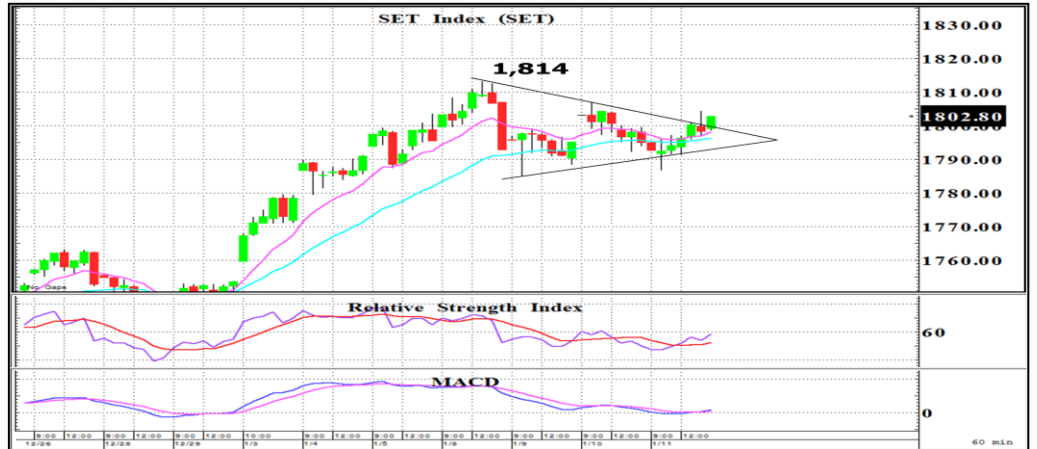 SET Index (SET)
1,814
1830.00
1820.00
1810.00
1802.80
1790.00
1780.00
1770.00
1760.00
No Gaps
Relative Strength Index
60
MACD
0
9:00 12:00 9:00 12:00 9:00 12:00 10:00 9:00 12:00 9:00 12:00 9:00 12:00 9:00 12:00 9:00 12:00 9:00 12:00
12/26 12/28 12/29 1/3 1/4 1/5 1/8 1/9 1/10 1/11 60 min